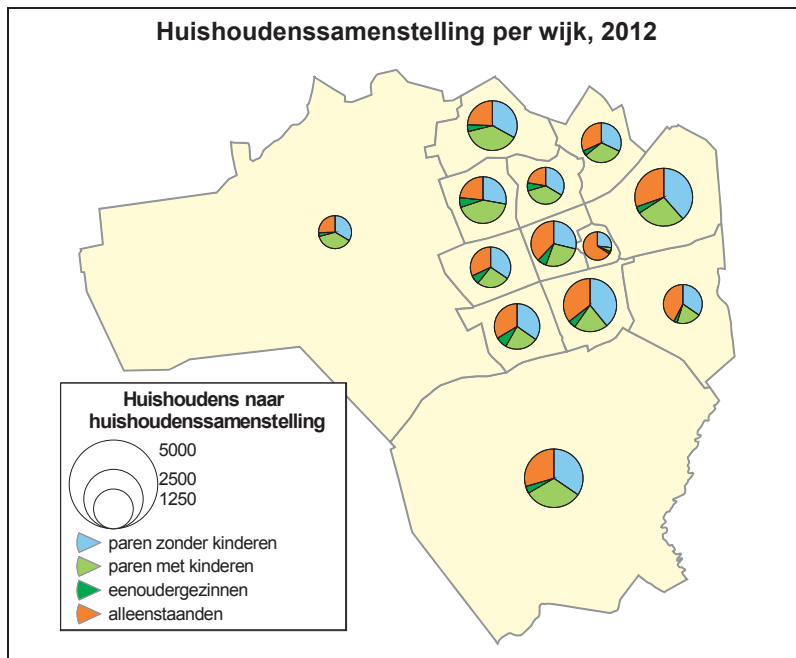 Huishoudenssamenstelling per wijk, 2012
Huishoudens naar
huishoudenssamenstelling
5000
2500
1250
paren zonder kinderen
paren met kinderen
eenoudergezinnen
alleenstaanden